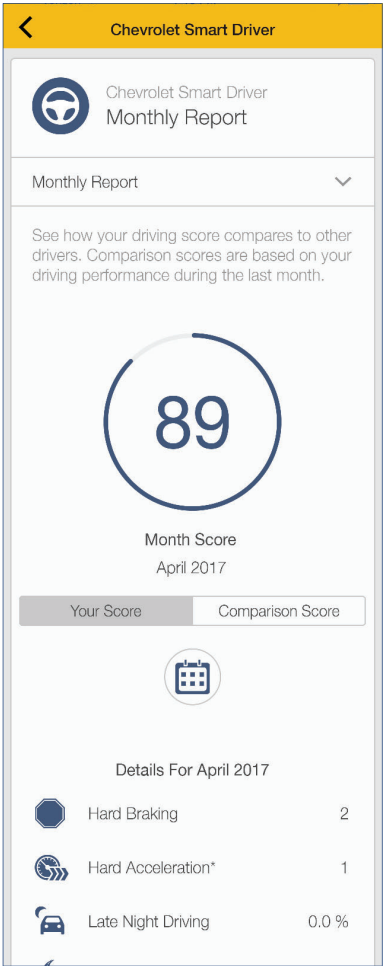 Chevrolet Smart Driver
Chevrolet Smart Driver
Monthly Report
Monthly Report
See how your driving score compares to other
drivers. Comparison scores are based on your
driving performance during the last month.
89
Month Score
April 2017
Your Score Comparison Score
Details For April 2017
Hard Braking 2
Hard Acceleration* 1
Late Night Driving 0.0 %